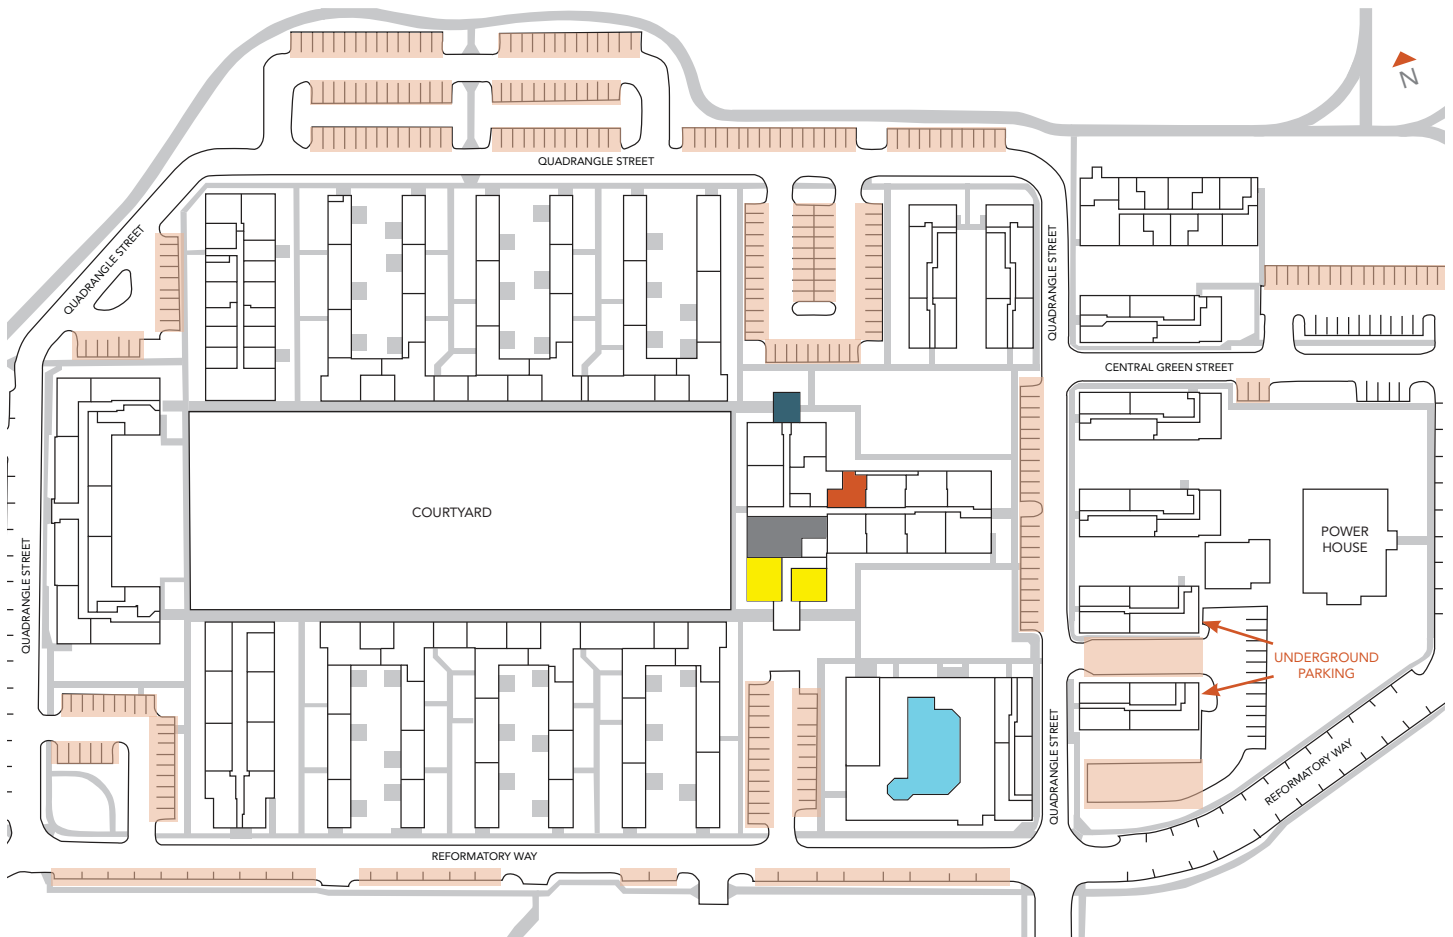 N
QUADRANGLE STREET
QUADRANGLE STREET
QUADRANGLE STREET
CENTRAL GREEN STREET
COURTYARD
POWER
HOUSE
QUADRANGLE STREET
UNDERGROUND
PARKING
QUADRANGLE STREET
REFORMATORY WAY
REFORMATORY WAY